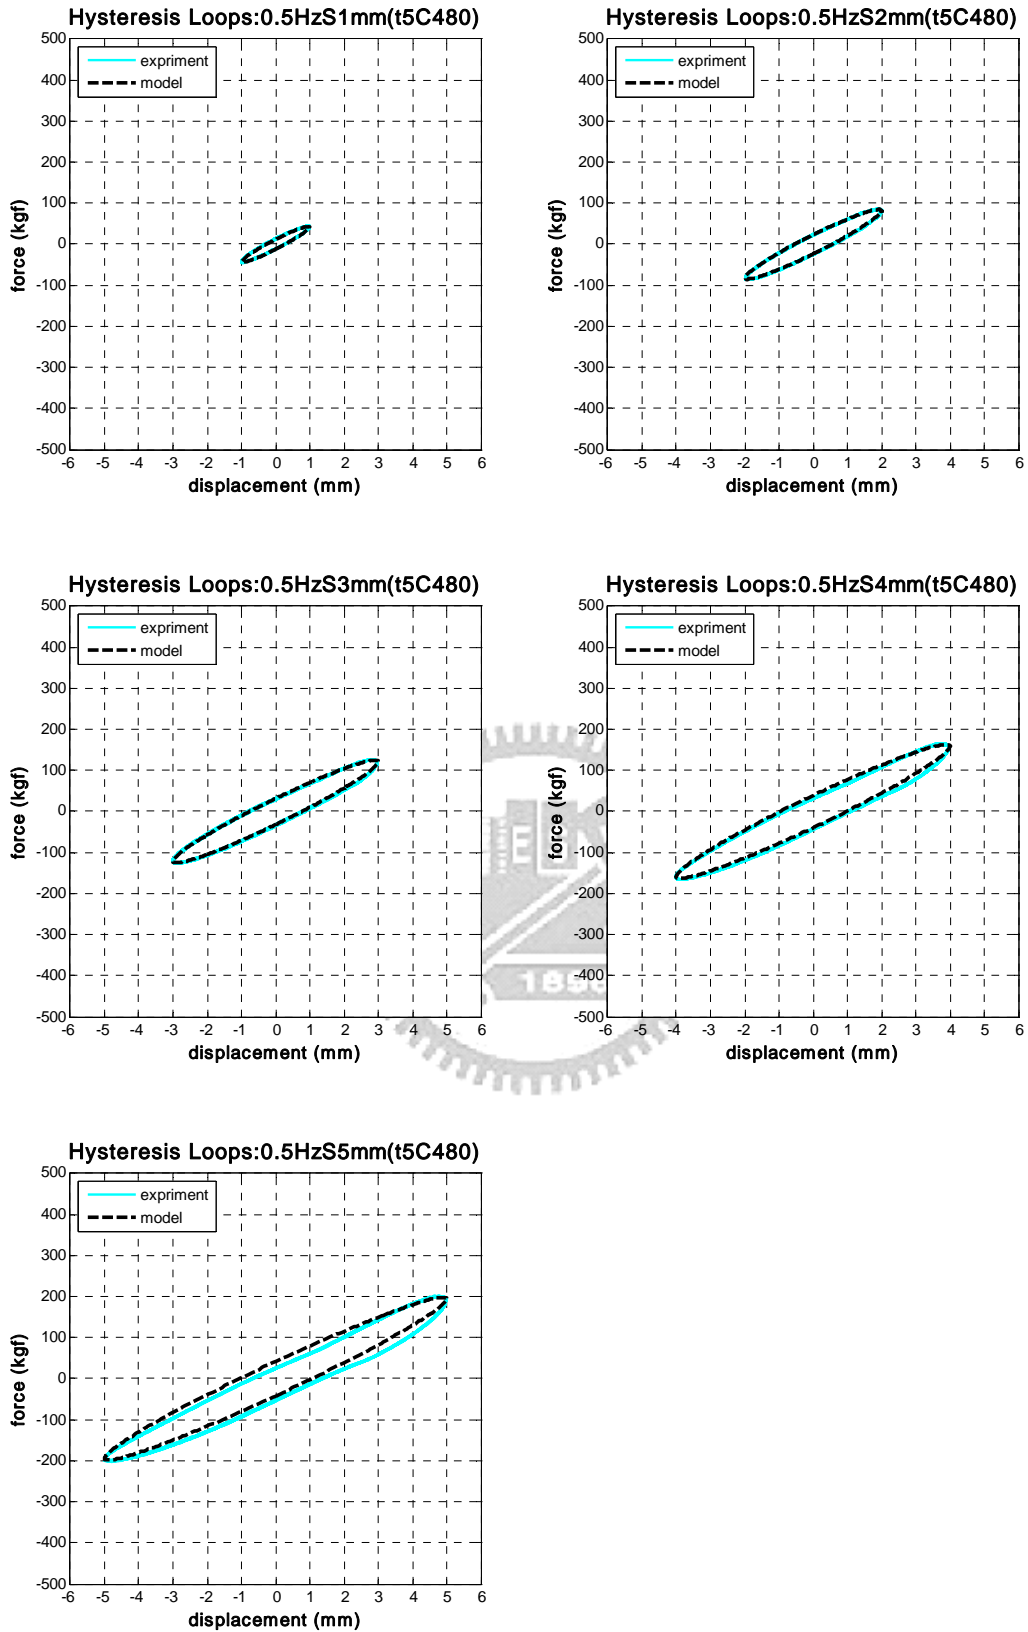 Hysteresis Loops:0.5HzS1mm(t5C480)
500
400
300
200
100
0
-100
-200
-300
-400
-500
-6 -5 -4 -3 -2 -1 0 1 2 3 4 5 6
displacement (mm)
force (kgf)
expriment
model
Hysteresis Loops:0.5HzS2mm(t5C480)
500
400
300
200
100
0
-100
-200
-300
-400
-500
-6 -5 -4 -3 -2 -1 0 1 2 3 4 5 6
displacement (mm)
force (kgf)
expriment
model
Hysteresis Loops:0.5HzS3mm(t5C480)
500
400
300
200
100
0
-100
-200
-300
-400
-500
-6 -5 -4 -3 -2 -1 0 1 2 3 4 5 6
displacement (mm)
force (kgf)
expriment
model
Hysteresis Loops:0.5HzS4mm(t5C480)
500
400
300
200
100
0
-100
-200
-300
-400
-500
-6 -5 -4 -3 -2 -1 0 1 2 3 4 5 6
displacement (mm)
force (kgf)
expriment
model
Hysteresis Loops:0.5HzS5mm(t5C480)
500
400
300
200
100
0
-100
-200
-300
-400
-500
-6 -5 -4 -3 -2 -1 0 1 2 3 4 5 6
displacement (mm)
force (kgf)
expriment
model